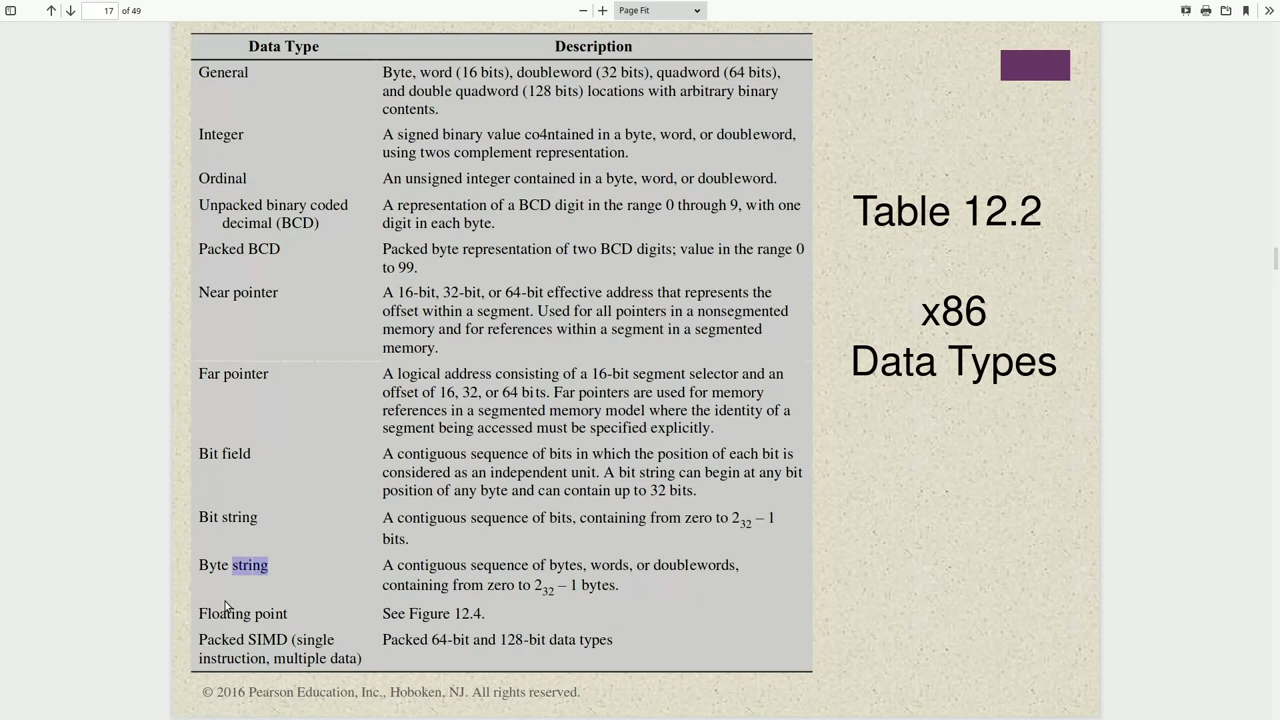 17 of 49
Page Fit
Data Type Description
General Byte, word (16 bits), doubleword (32 bits), quadword (64 bits),
and double quadword (128 bits) locations with arbitrary binary
contents.
Integer A signed binary value co4ntained in a byte, word, or doubleword,
using twos complement representation.
Ordinal An unsigned integer contained in a byte, word, or doubleword.
Unpacked binary coded A representation of a BCD digit in the range 0 through 9, with one
decimal (BCD) digit in each byte.
Packed BCD Packed byte representation of two BCD digits; value in the range 0
to 99.
Near pointer A 16-bit, 32-bit, or 64-bit effective address that represents the
offset within a segment. Used for all pointers in a nonsegmented
memory and for references within a segment in a segmented
memory.
Far pointer A logical address consisting of a 16-bit segment selector and an
offset of 16, 32, or 64 bits. Far pointers are used for memory
references in a segmented memory model where the identity of a
segment being accessed must be specified explicitly.
Bit field A contiguous sequence of bits in which the position of each bit is
considered as an independent unit. A bit string can begin at any bit
position of any byte and can contain up to 32 bits.
Bit string A contiguous sequence of bits, containing from zero to 2₃₂ – 1
bits.
Byte string A contiguous sequence of bytes, words, or doublewords,
containing from zero to 2₃₂ – 1 bytes.
Floating point See Figure 12.4.
Packed SIMD (single Packed 64-bit and 128-bit data types
instruction, multiple data)
© 2016 Pearson Education, Inc., Hoboken, NJ. All rights reserved.
Table 12.2
x86
Data Types